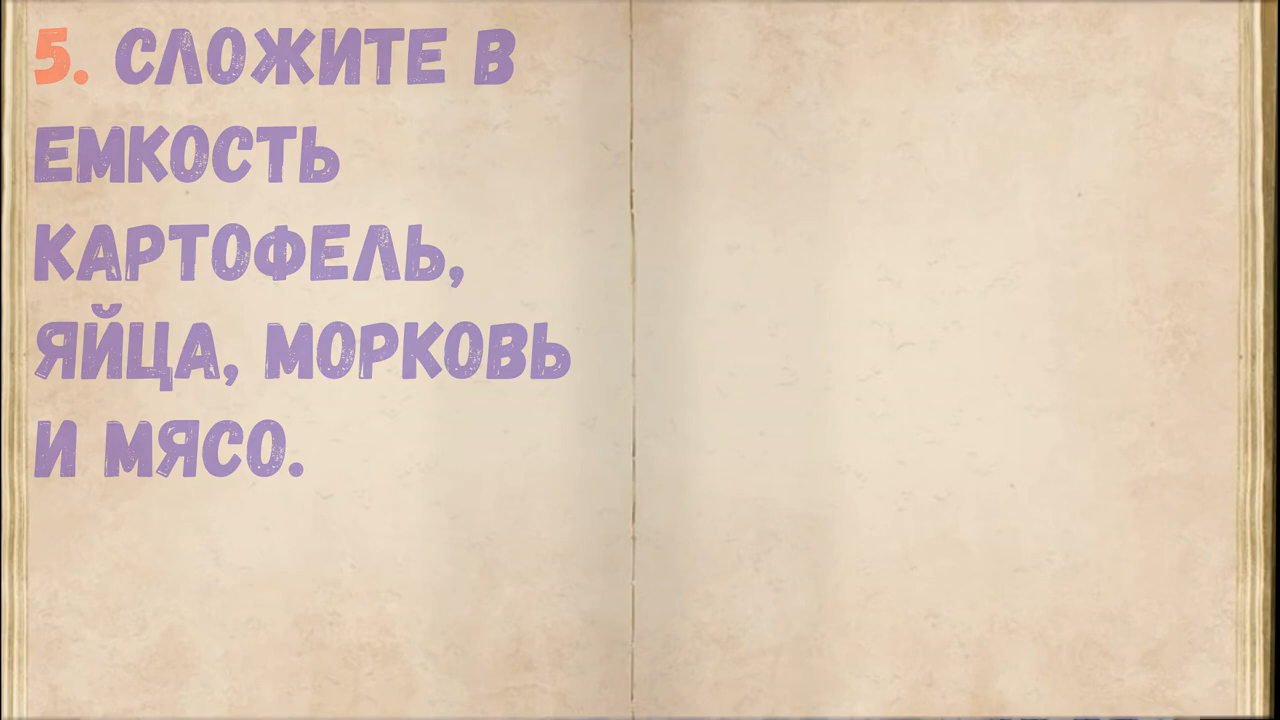 5. СЛОЖИТЕ В
ЕМКОСТЬ
КАРТОФЕЛЬ,
ЯЙЦА, МОРКОВЬ
И МЯСО.